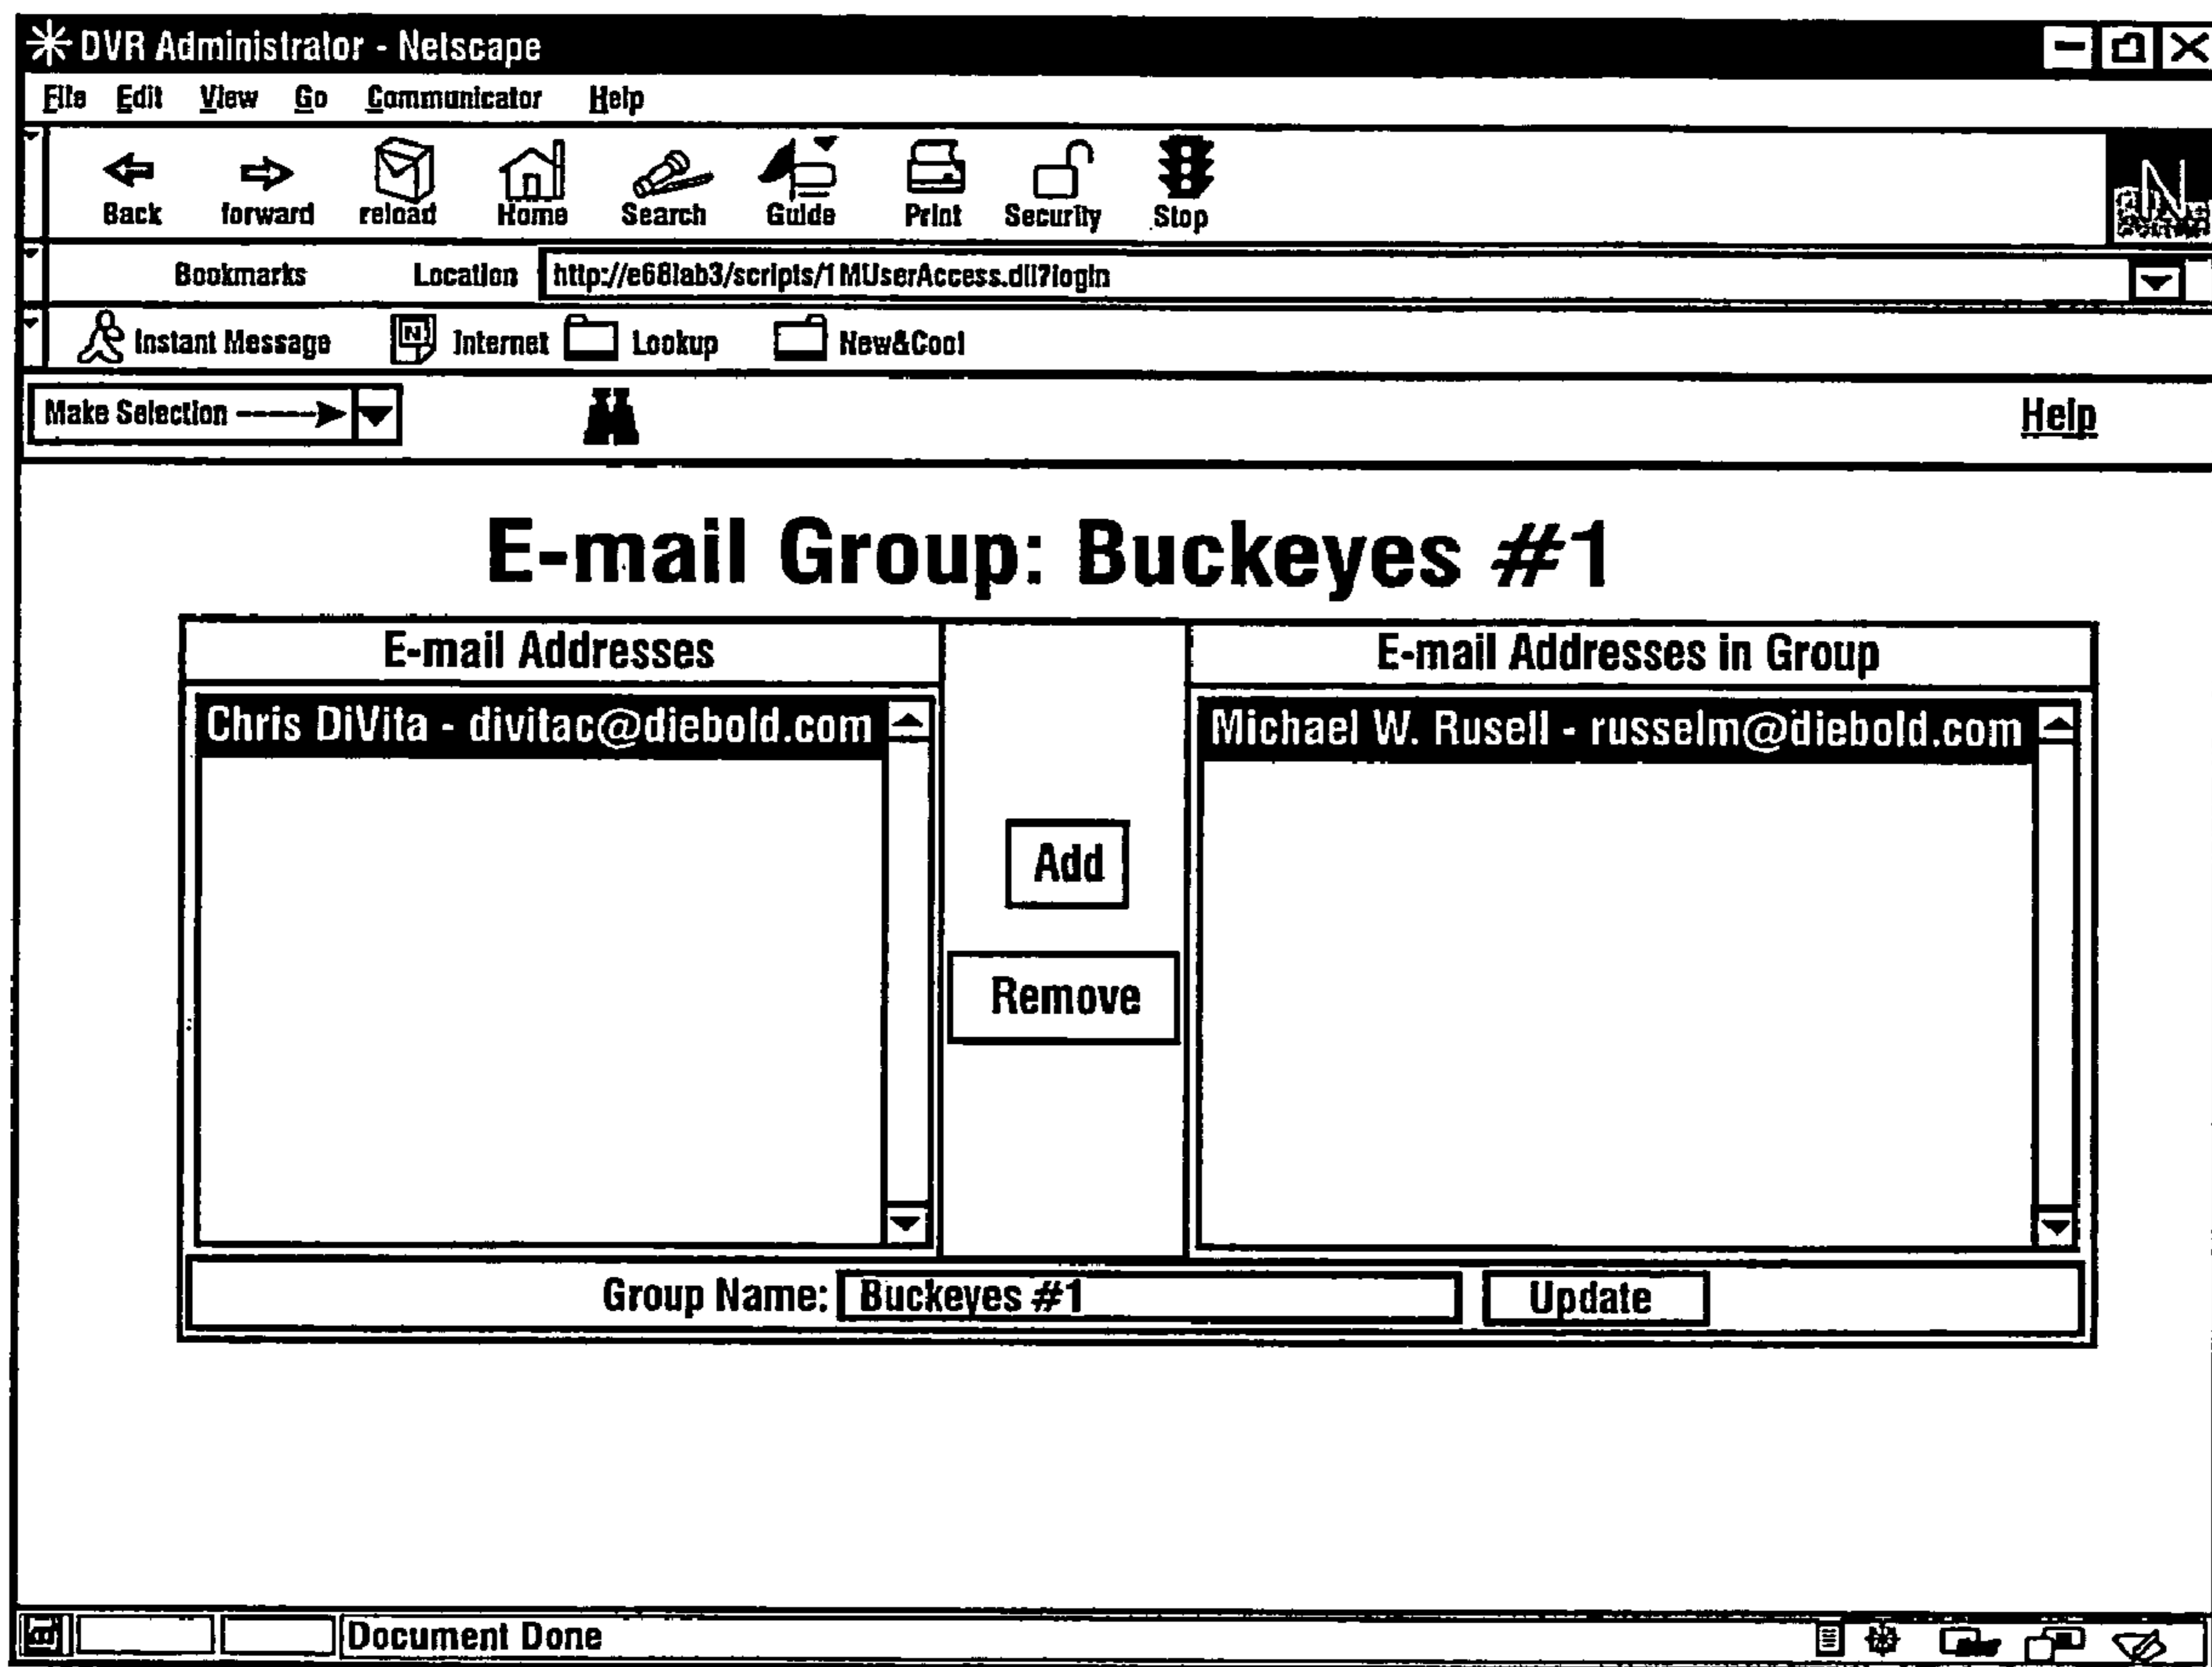 DVR Administrator - Netscape
File Edit View Go Communicator Help
Back forward reload Home Search Guide Print Security Stop
N
Bookmarks Location http://e68lab3/scripts/1MUserAccess.dll?login
Instant Message N Internet Lookup New&Cool
Make Selection Help
E-mail Group: Buckeyes #1
E-mail Addresses E-mail Addresses in Group
Chris DiVita - divitac@diebold.com Michael W. Rusell - russelm@diebold.com
Add
Remove
Group Name: Buckeyes #1 Update
Document Done